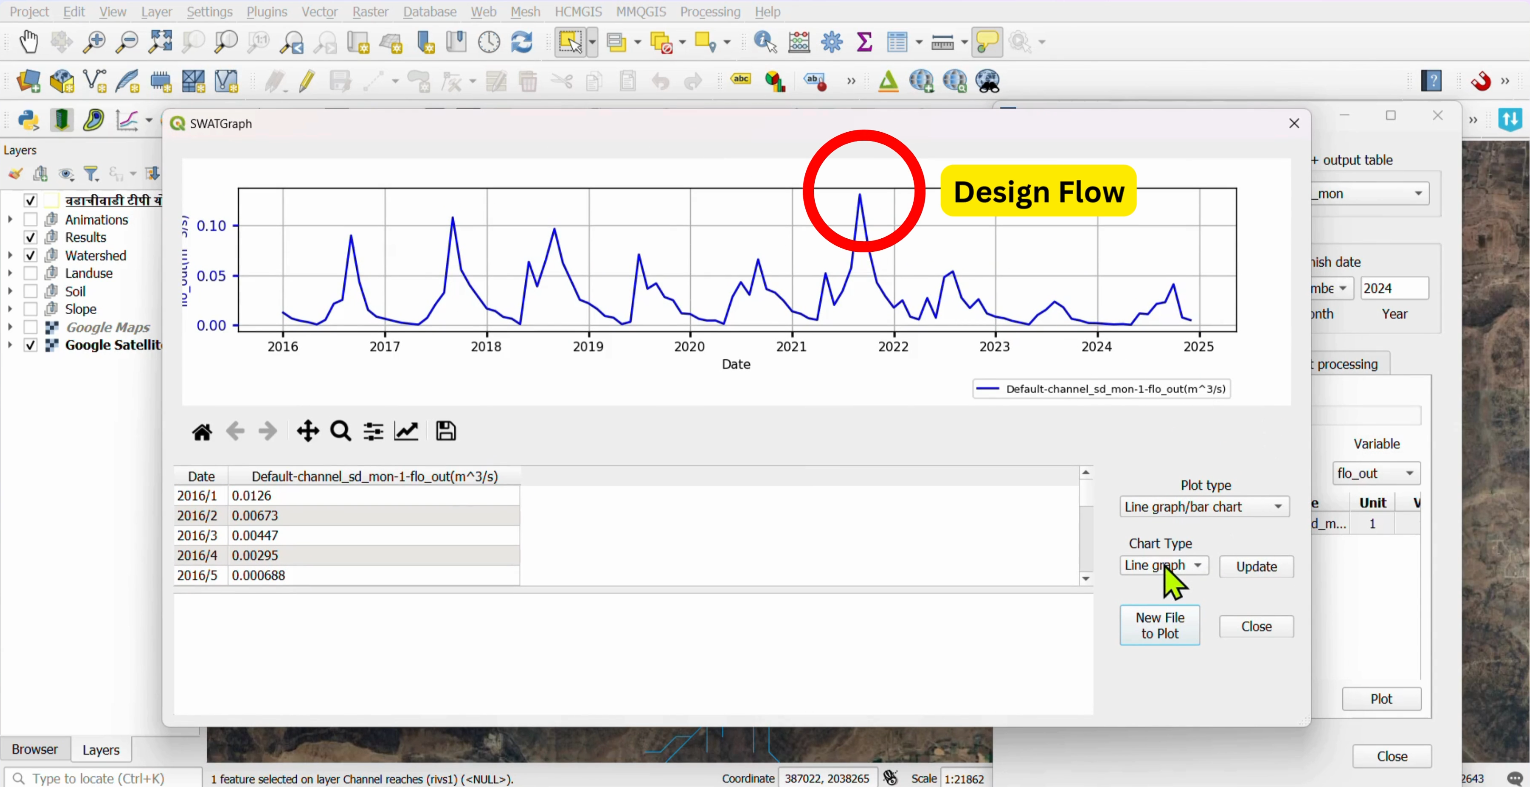 Project Edit View Layer Settings Plugins Vector Raster Database Web Mesh HCMGIS MMQGIS Processing Help
SWATGraph
Design Flow
flo_out(m^3/s)
0.10
0.05
0.00
2016 2017 2018 2019 2020 2021 2022 2023 2024 2025
Date
Default-channel_sd_mon-1-flo_out(m^3/s)
Date Default-channel_sd_mon-1-flo_out(m^3/s)
2016/1 0.0126
2016/2 0.00673
2016/3 0.00447
2016/4 0.00295
2016/5 0.000688
Plot type
Line graph/bar chart
Chart Type
Line graph Update
New File
to Plot
Close
Layers
वडाचीवाडी टीपी
Animations
Results
Watershed
Landuse
Soil
Slope
Google Maps
Google Satellite
Browser Layers
+ output table
_mon
nish date
mbe 2024
onth Year
t processing
Variable
flo_out
e Unit V
d_m... 1
Plot
Close
Type to locate (Ctrl+K) 1 feature selected on layer Channel reaches (rivs1) (<NULL>). Coordinate 387022, 2038265 Scale 1:21862 2643